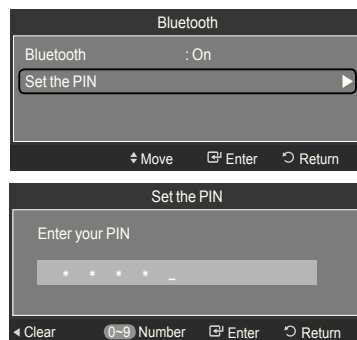 Bluetooth
Bluetooth : On
Set the PIN
Move Enter Return
Set the PIN
Enter your PIN
* * * * _
Clear 0~9 Number Enter Return